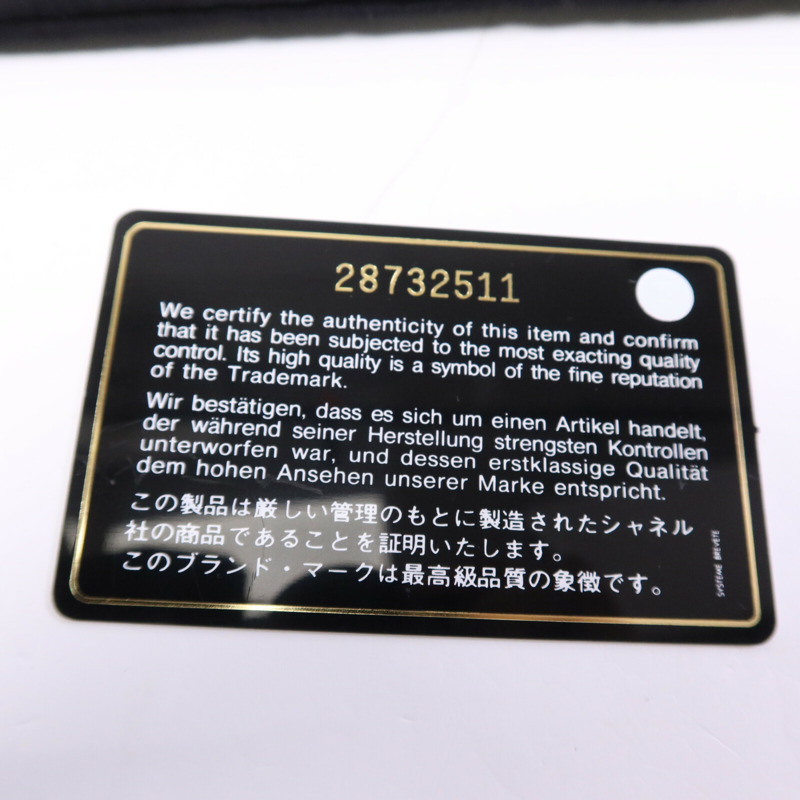 28732511
We certify the authenticity of this item and confirm
that it has been subjected to the most exacting quality
control. Its high quality is a symbol of the fine reputation
of the Trademark.
Wir bestätigen, dass es sich um einen Artikel handelt,
der während seiner Herstellung strengsten Kontrollen
unterworfen war, und dessen erstklassige Qualität
dem hohen Ansehen unserer Marke entspricht.
この製品は厳しい管理のもとに製造されたシャネル
社の商品であることを証明いたします。
このブランド・マークは最高級品質の象徴です。
SYSTEME BREVETE